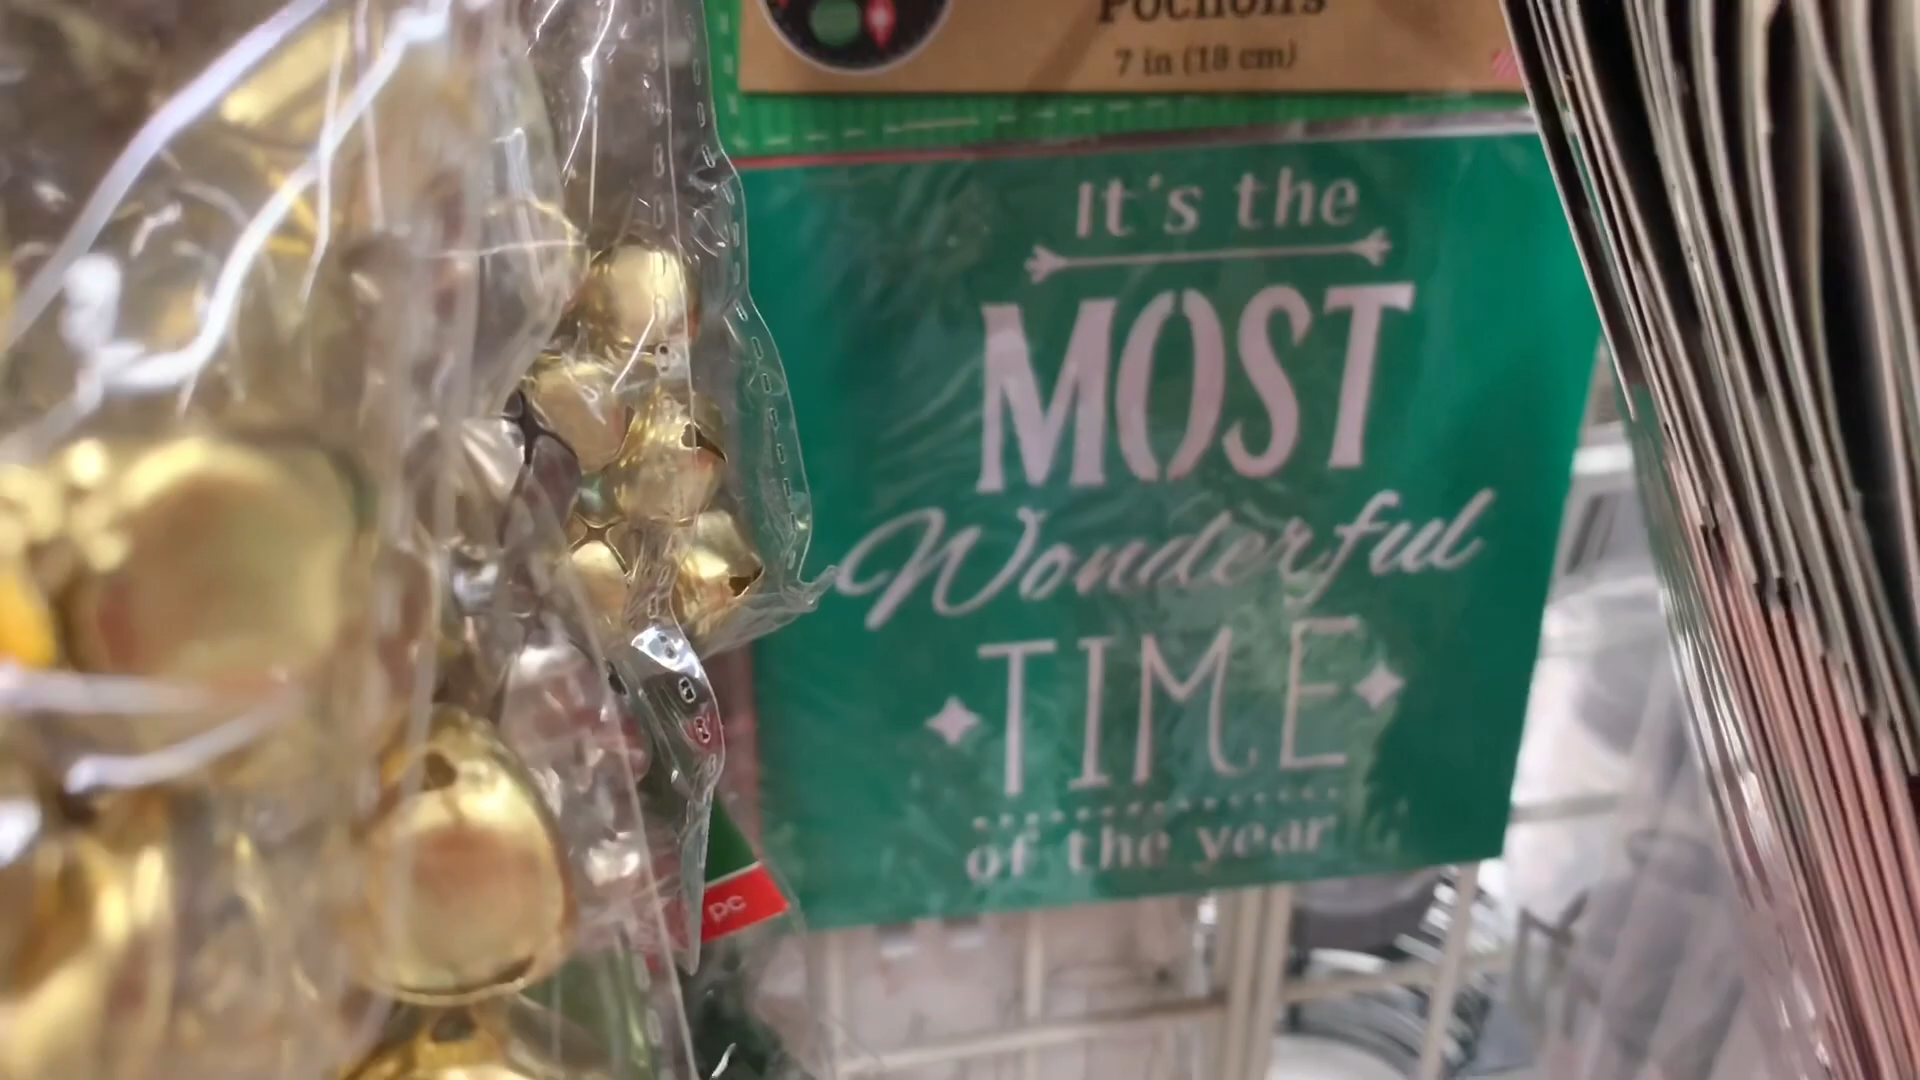 Pochoirs
7 in (18 cm)
It's the
MOST
Wonderful
TIME
of the year
pc